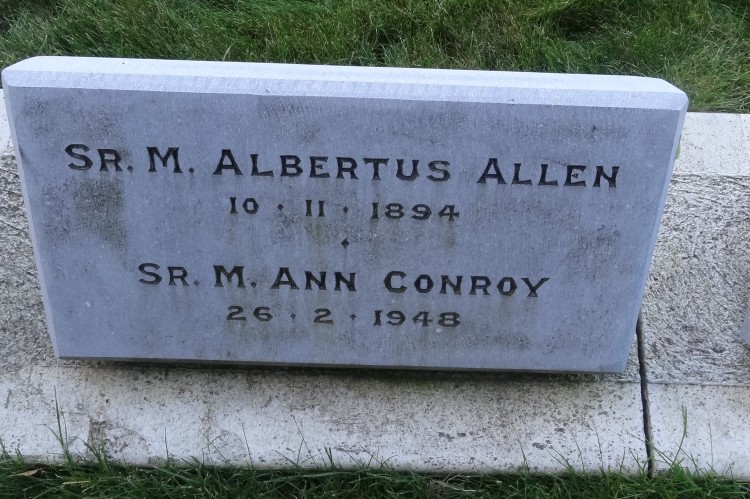 Sr. M. Albertus Allen
10 · 11 · 1894
Sr. M. Ann Conroy
26 · 2 · 1948